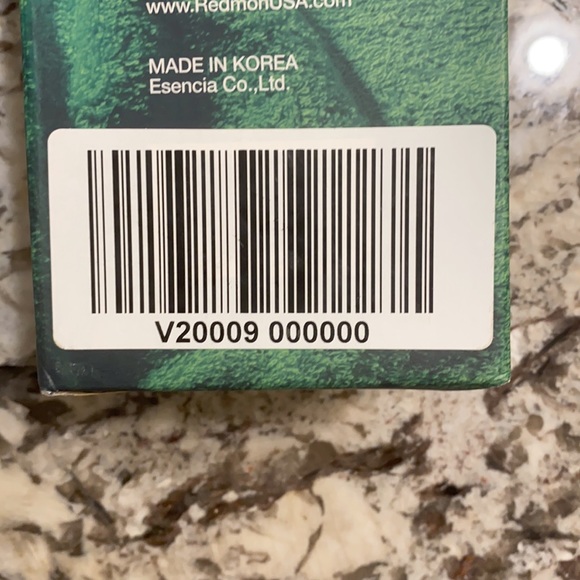 www.RedmonUSA.com
MADE IN KOREA
Esencia Co.,Ltd.
V20009 000000